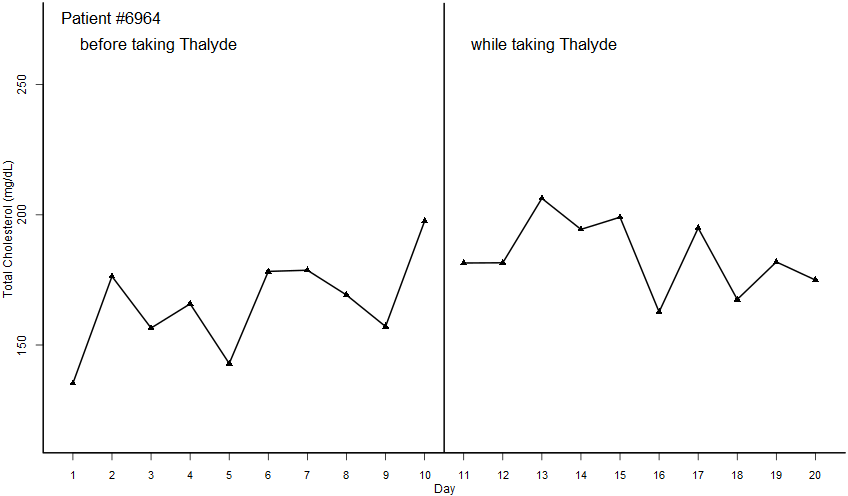 Patient #6964
before taking Thalyde
while taking Thalyde
Total Cholesterol (mg/dL)
250
200
150
1 2 3 4 5 6 7 8 9 10 11 12 13 14 15 16 17 18 19 20
Day